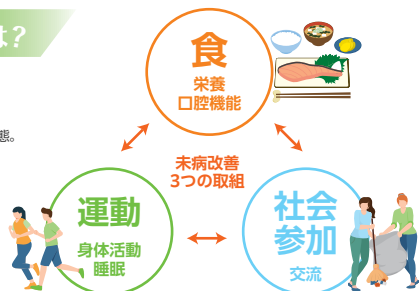 は?
食
栄養
口腔機能
態。
未病改善
3つの取組
運動
身体活動
睡眠
社会
参加
交流